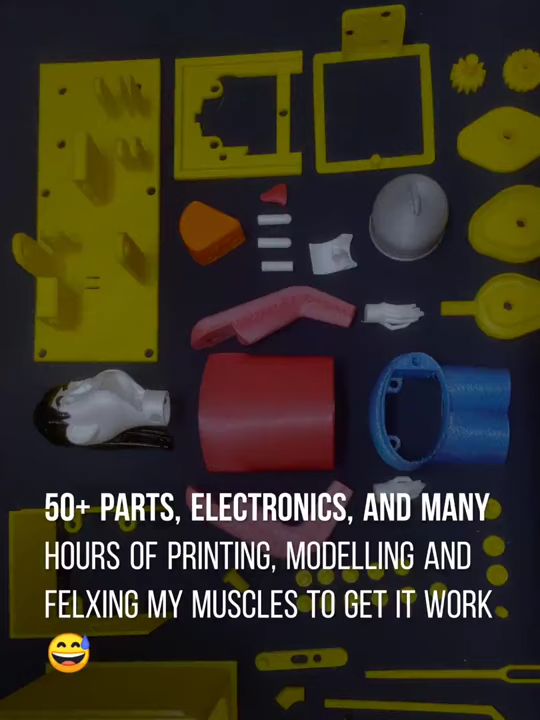 50+ PARTS, ELECTRONICS, AND MANY
HOURS OF PRINTING, MODELLING AND
FELXING MY MUSCLES TO GET IT WORK
😅